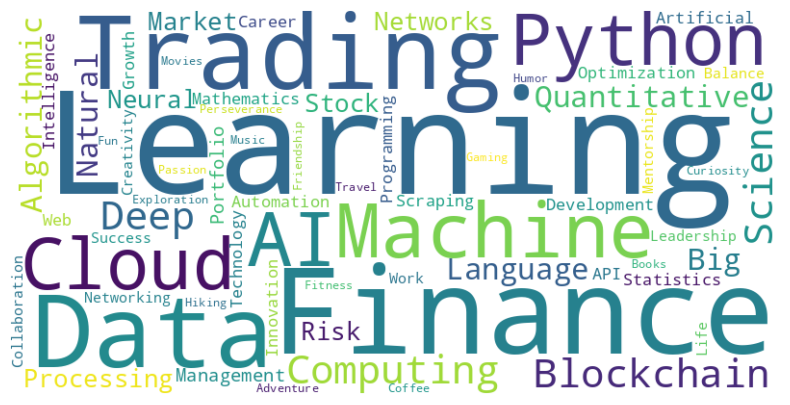 Trading
Python
Market
Career
Networks
Artificial
Algorithmic
Intelligence
Natural
Growth
Movies
Humor
Optimization
Balance
Neural
Mathematics
Perseverance
Stock
Quantitative
Learning
Creativity
Fun
Music
Friendship
Programming
Gaming
Mentorship
Curiosity
Science
Passion
Portfolio
Travel
Exploration
Deep
Automation
Scraping
Development
Web
Success
AI
Machine
Leadership
Cloud
Technology
Language
API
Books
Big
Statistics
Collaboration
Networking
Hiking
Innovation
Fitness
Work
Data
Finance
Risk
Life
Processing
Management
Computing
Blockchain
Adventure
Coffee